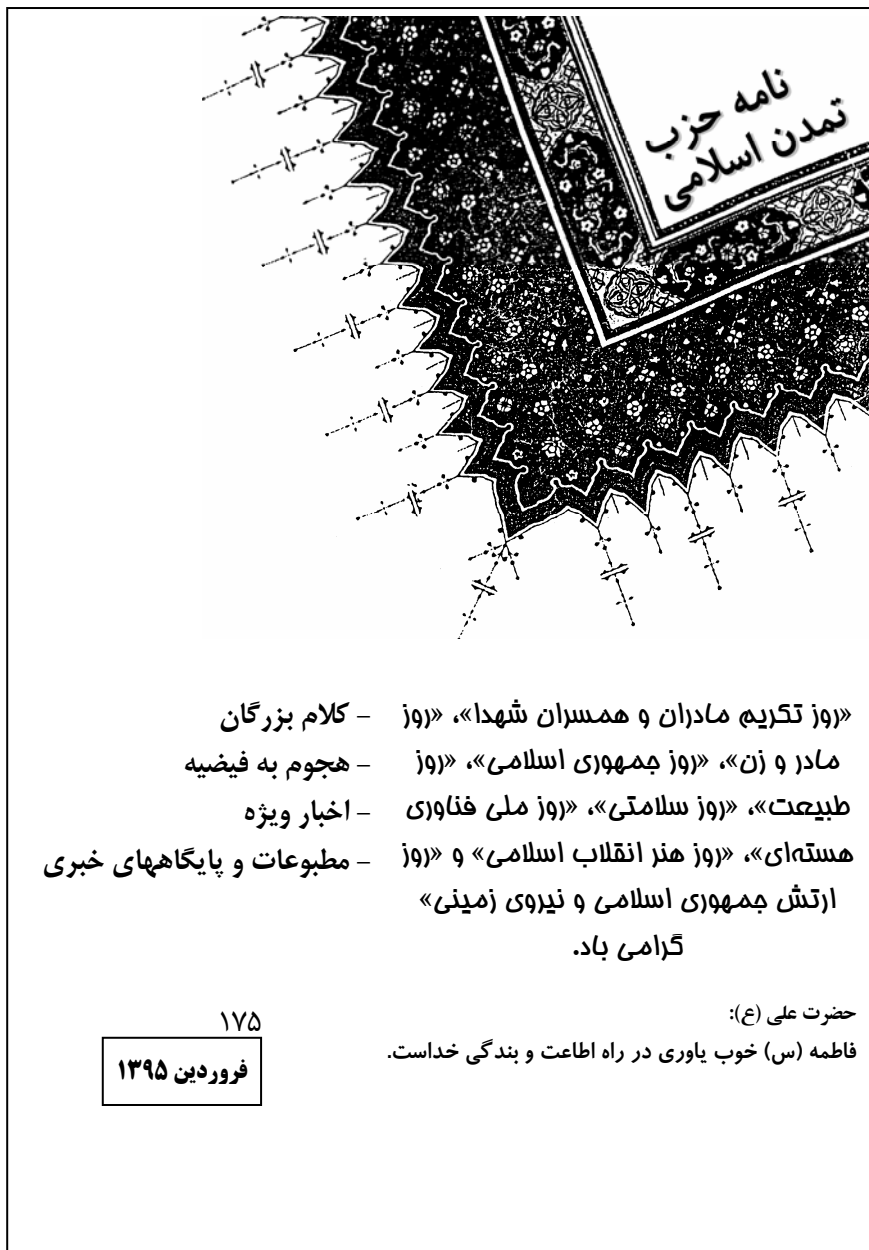 نامه حزب
تمدن اسلامی
«روز تکریم مادران و همسران شهدا»، «روز
مادر و زن»، «روز جمهوری اسلامی»، «روز
طبیعت»، «روز سلامتی»، «روز ملی فناوری
هسته‌ای»، «روز هنر انقلاب اسلامی» و «روز
ارتش جمهوری اسلامی و نیروی زمینی»
گرامی باد.
- کلام بزرگان
- هجوم به فیضیه
- اخبار ویژه
- مطبوعات و پایگاههای خبری
حضرت علی (ع):
فاطمه (س) خوب یاوری در راه اطاعت و بندگی خداست.
۱۷۵
فروردین ۱۳۹۵